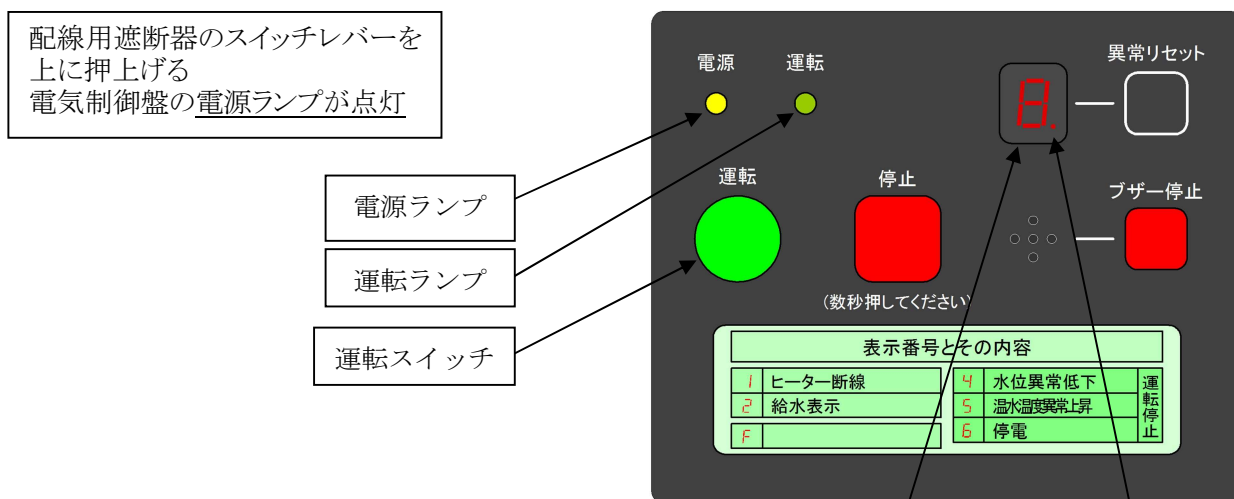 配線用遮断器のスイッチレバーを
上に押上げる
電気制御盤の電源ランプが点灯
電源ランプ
運転ランプ
運転スイッチ
電源
運転
8.
異常リセット
運転
停止
ブザー停止
(数秒押してください)
表示番号とその内容
1 ヒーター断線
2 給水表示
F
4 水位異常低下
5 温水温度異常上昇
6 停電
運転停止